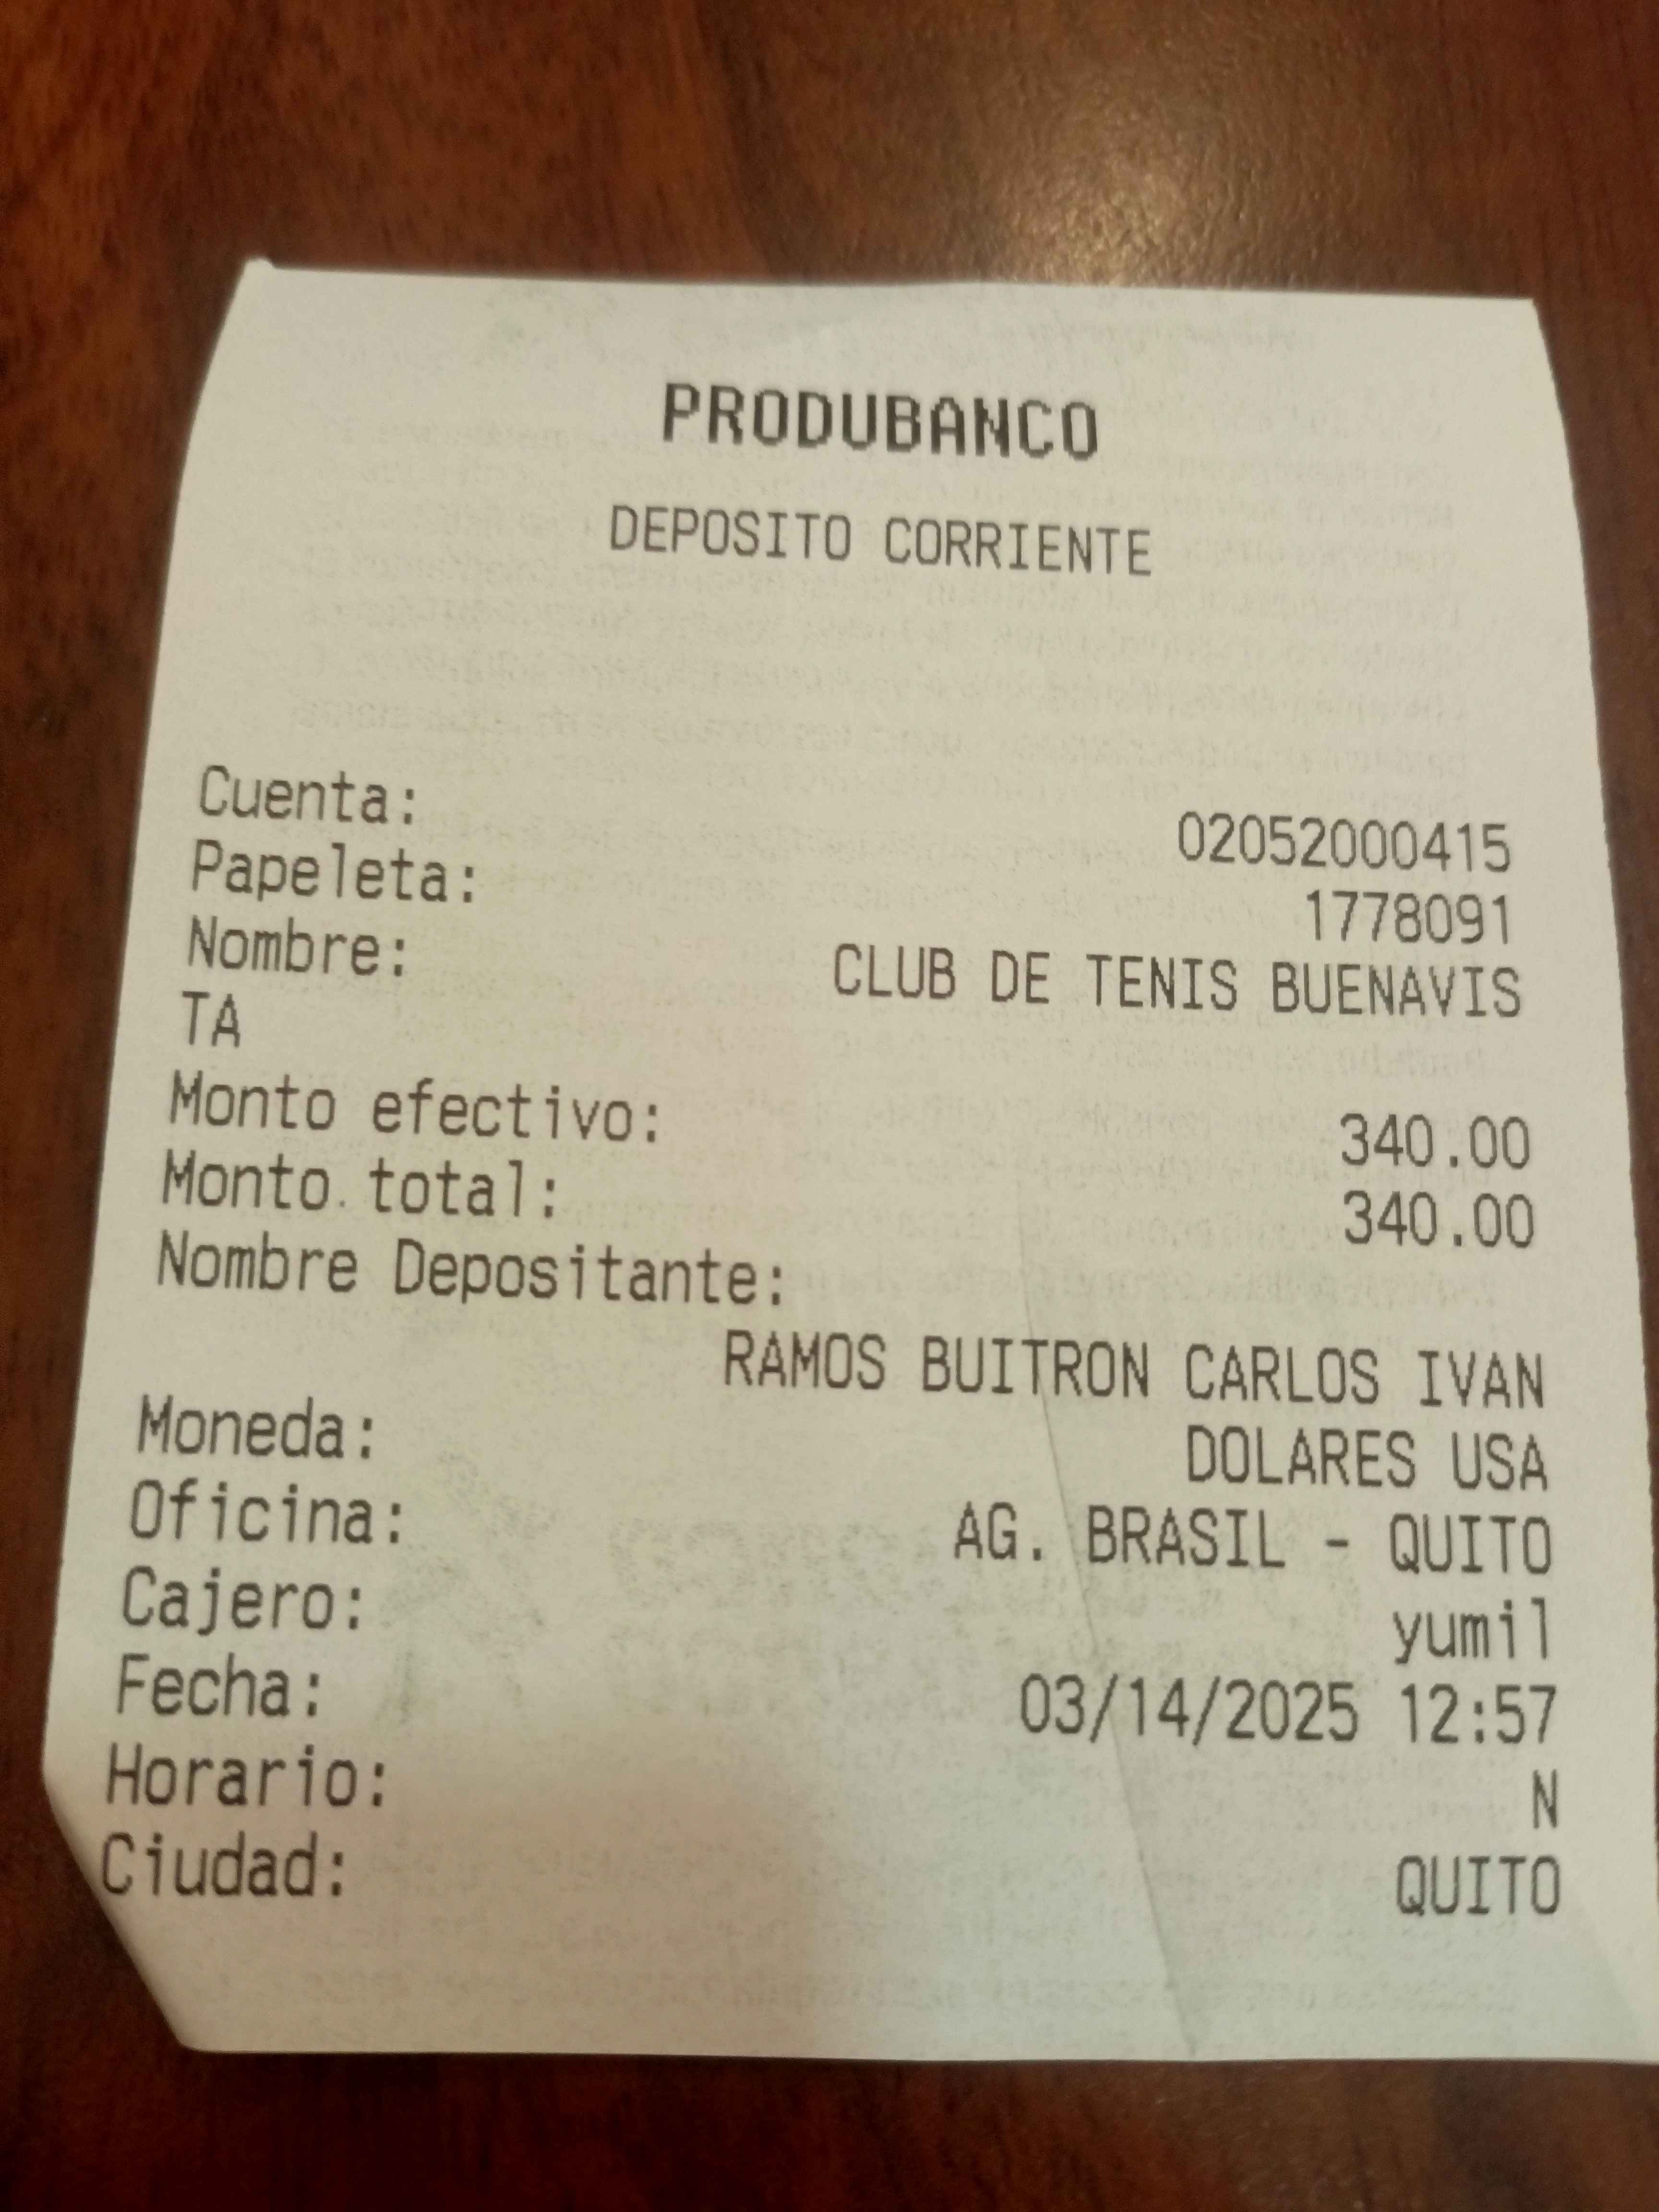 PRODUBANCO
DEPOSITO CORRIENTE
Cuenta: 02052000415
Papeleta: 1778091
Nombre: CLUB DE TENIS BUENAVIS
TA
Monto efectivo: 340.00
Monto total: 340.00
Nombre Depositante:
RAMOS BUITRON CARLOS IVAN
Moneda: DOLARES USA
Oficina: AG. BRASIL - QUITO
Cajero: yumil
Fecha: 03/14/2025 12:57
Horario: N
Ciudad: QUITO